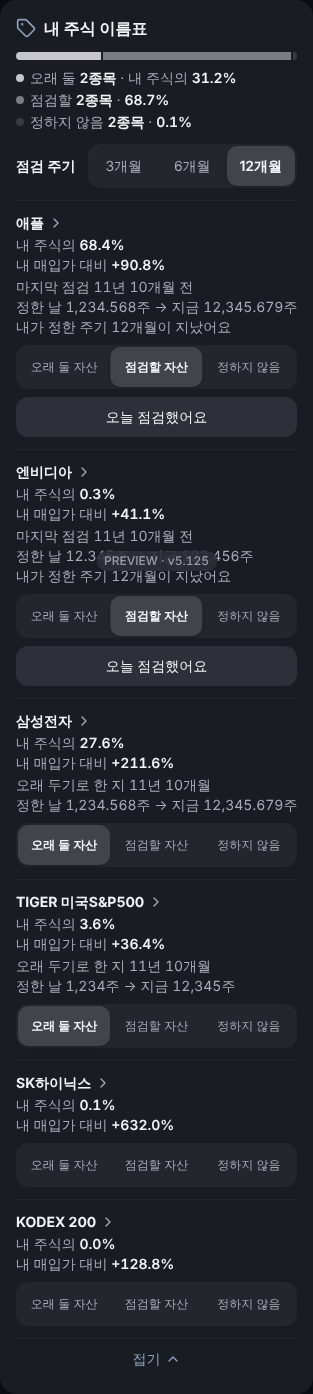 내 주식 이름표
오래 둘 2종목 · 내 주식의 31.2%
점검할 2종목 · 68.7%
정하지 않음 2종목 · 0.1%
점검 주기 3개월 6개월 12개월
애플
내 주식의 68.4%
내 매입가 대비 +90.8%
마지막 점검 11년 10개월 전
정한 날 1,234.568주 → 지금 12,345.679주
내가 정한 주기 12개월이 지났어요
오래 둘 자산 점검할 자산 정하지 않음
오늘 점검했어요
엔비디아
내 주식의 0.3%
내 매입가 대비 +41.1%
마지막 점검 11년 10개월 전
정한 날 456주
PREVIEW · v5.125
내가 정한 주기 12개월이 지났어요
오래 둘 자산 점검할 자산 정하지 않음
오늘 점검했어요
삼성전자
내 주식의 27.6%
내 매입가 대비 +211.6%
오래 두기로 한 지 11년 10개월
정한 날 1,234.568주 → 지금 12,345.679주
오래 둘 자산 점검할 자산 정하지 않음
TIGER 미국S&P500
내 주식의 3.6%
내 매입가 대비 +36.4%
오래 두기로 한 지 11년 10개월
정한 날 1,234주 → 지금 12,345주
오래 둘 자산 점검할 자산 정하지 않음
SK하이닉스
내 주식의 0.1%
내 매입가 대비 +632.0%
오래 둘 자산 점검할 자산 정하지 않음
KODEX 200
내 주식의 0.0%
내 매입가 대비 +128.8%
오래 둘 자산 점검할 자산 정하지 않음
접기